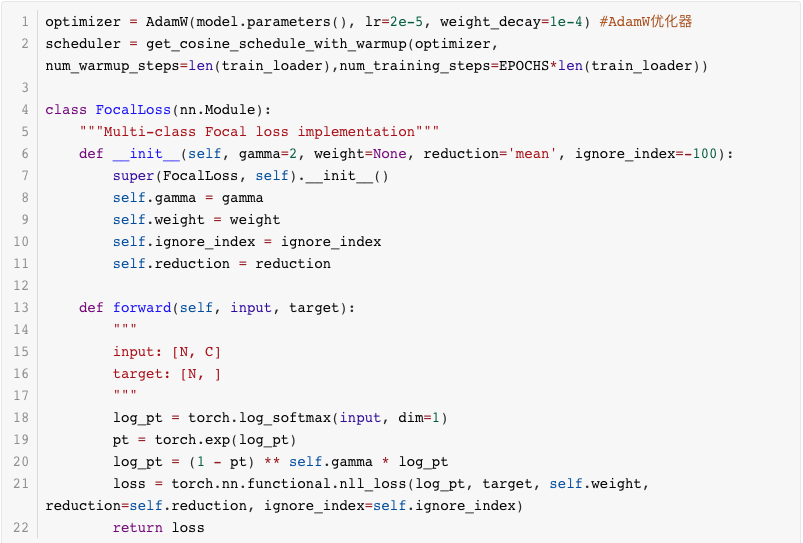 1 optimizer = AdamW(model.parameters(), lr=2e-5, weight_decay=1e-4) #AdamW优化器
2 scheduler = get_cosine_schedule_with_warmup(optimizer,
num_warmup_steps=len(train_loader),num_training_steps=EPOCHS*len(train_loader))
3
4 class FocalLoss(nn.Module):
5     """Multi-class Focal loss implementation"""
6     def __init__(self, gamma=2, weight=None, reduction='mean', ignore_index=-100):
7         super(FocalLoss, self).__init__()
8         self.gamma = gamma
9         self.weight = weight
10         self.ignore_index = ignore_index
11         self.reduction = reduction
12
13     def forward(self, input, target):
14         """
15         input: [N, C]
16         target: [N, ]
17         """
18         log_pt = torch.log_softmax(input, dim=1)
19         pt = torch.exp(log_pt)
20         log_pt = (1 - pt) ** self.gamma * log_pt
21         loss = torch.nn.functional.nll_loss(log_pt, target, self.weight,
reduction=self.reduction, ignore_index=self.ignore_index)
22         return loss